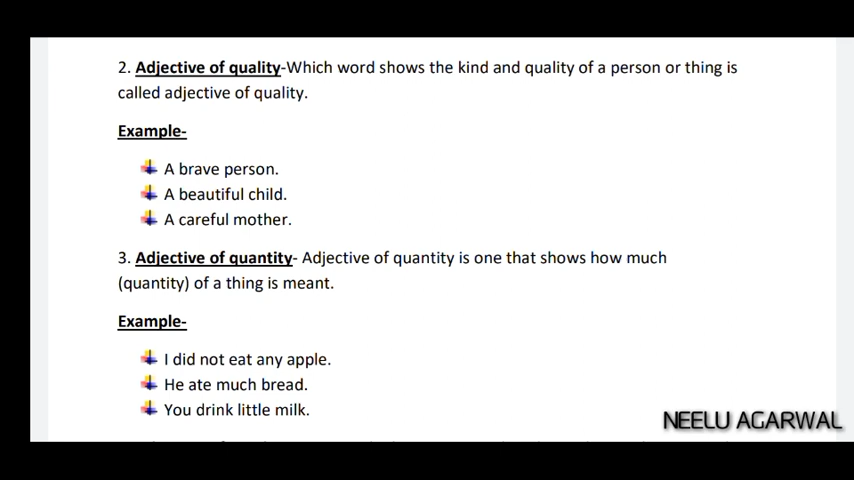 2. Adjective of quality-Which word shows the kind and quality of a person or thing is
called adjective of quality.
Example-
A brave person.
A beautiful child.
A careful mother.
3. Adjective of quantity- Adjective of quantity is one that shows how much
(quantity) of a thing is meant.
Example-
I did not eat any apple.
He ate much bread.
You drink little milk.
NEELU AGARWAL